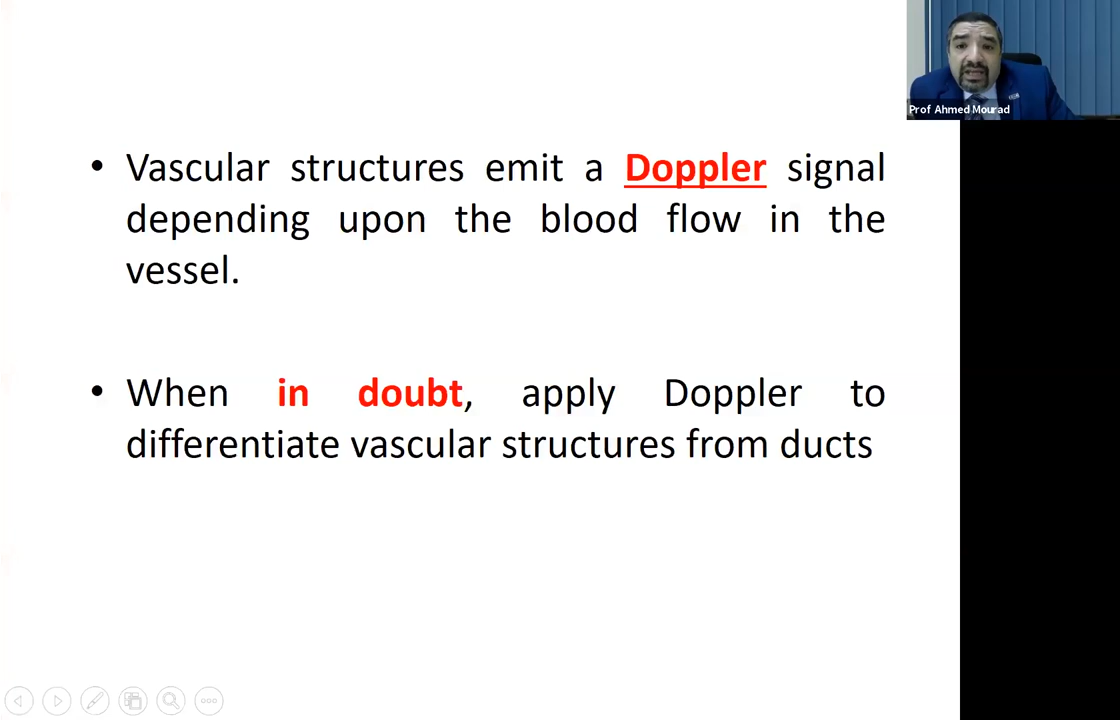 Prof Ahmed Mourad
• Vascular structures emit a Doppler signal
depending upon the blood flow in the
vessel.
• When in doubt, apply Doppler to
differentiate vascular structures from ducts